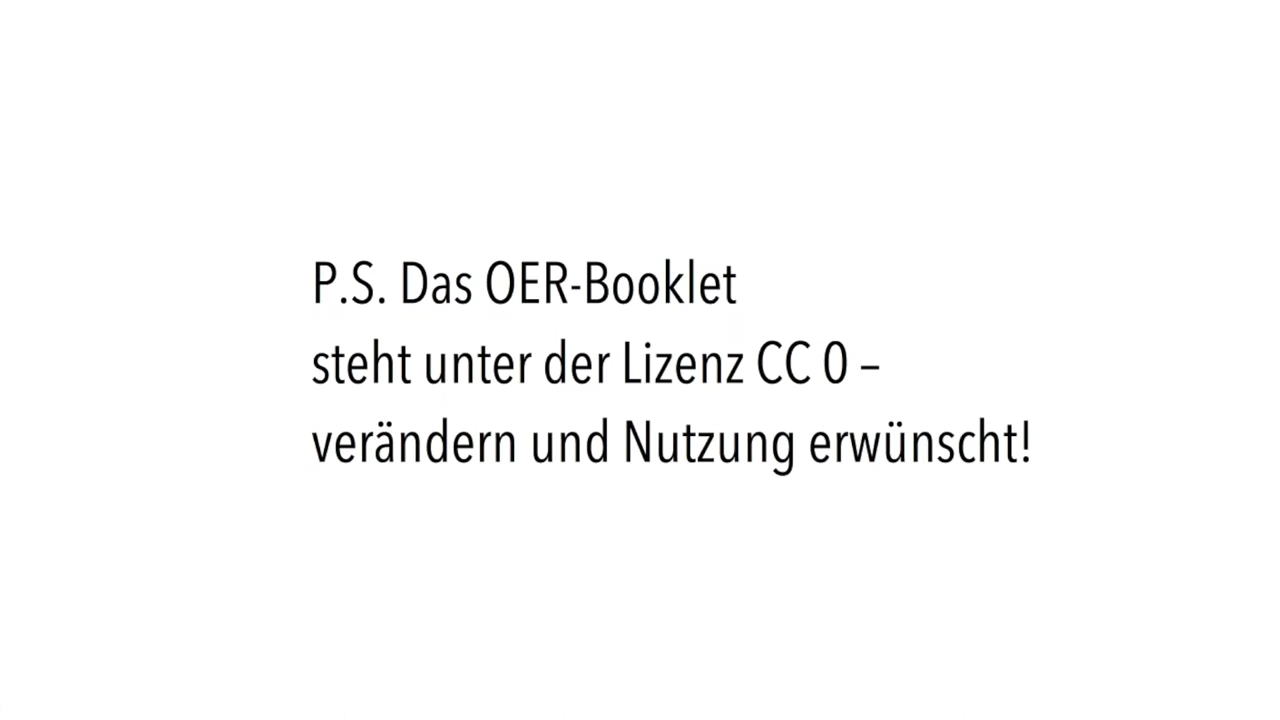 P.S. Das OER-Booklet
steht unter der Lizenz CC 0 –
verändern und Nutzung erwünscht!